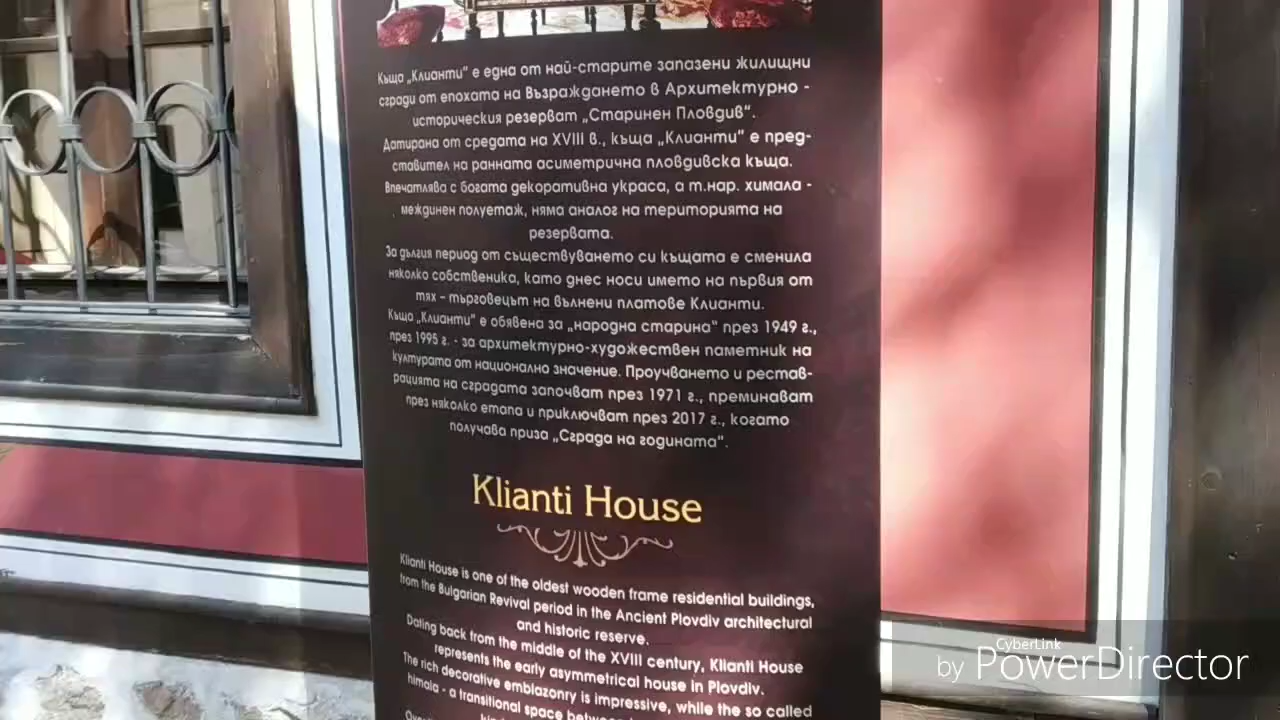 Къща „Клианти“ е една от най-старите запазени жилищни
сгради от епохата на Възраждането в Архитектурно -
историческия резерват „Старинен Пловдив“.
Датирана от средата на XVIII в., къща „Клианти“ е пред-
ставител на ранната асиметрична пловдивска къща.
Впечатлява с богата декоративна украса, а т.нар. химала -
междинен полуетаж, няма аналог на територията на
резервата.
За дългия период от съществуването си къщата е сменила
няколко собственика, като днес носи името на първия от
тях – търговецът на вълнени платове Клианти.
Къща „Клианти“ е обявена за „народна старина“ през 1949 г.,
през 1995 г. - за архитектурно-художествен паметник на
културата от национално значение. Проучването и рестав-
рацията на сградата започват през 1971 г., преминават
през няколко етапа и приключват през 2017 г., когато
получава приза „Сграда на годината“.
Klianti House
Klianti House is one of the oldest wooden frame residential buildings,
from the Bulgarian Revival period in the Ancient Plovdiv architectural
and historic reserve.
Dating back from the middle of the XVIII century, Klianti House
represents the early asymmetrical house in Plovdiv.
The rich decorative emblazonry is impressive, while the so called
himala - a transitional space
CyberLink
by PowerDirector